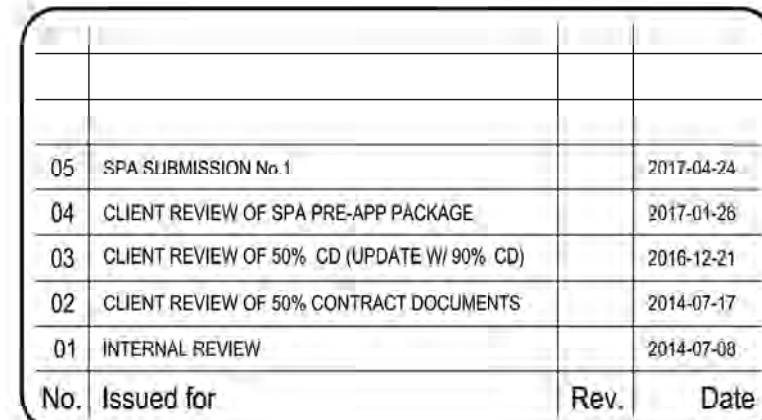 05 SPA SUBMISSION No.1 2017-04-24
04 CLIENT REVIEW OF SPA PRE-APP PACKAGE 2017-01-26
03 CLIENT REVIEW OF 50% CD (UPDATE W/ 90% CD) 2016-12-21
02 CLIENT REVIEW OF 50% CONTRACT DOCUMENTS 2014-07-17
01 INTERNAL REVIEW 2014-07-08
No. Issued for Rev. Date